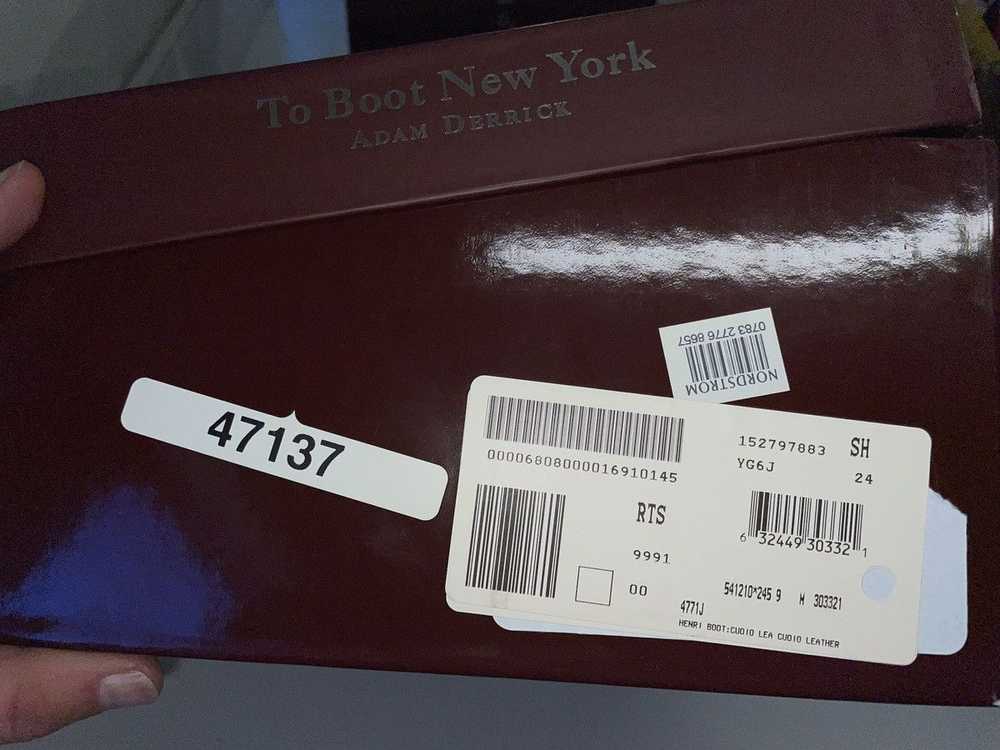 To Boot New York
ADAM DERRICK
0783 2776 8657
NORDSTROM
47137
00006808000016910145
152797883 SH
YG6J 24
RTS
6 32449 30332 1
9991
00
541210*245 9 M 303321
4771J
HENRI BOOT:CUOIO LEA CUOIO LEATHER